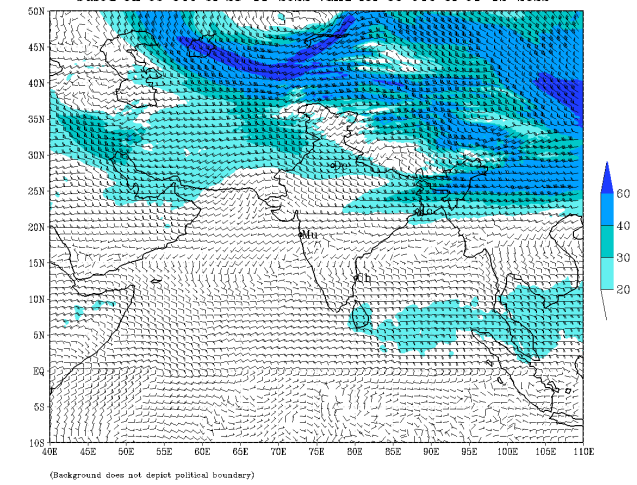 50N
45N
40N
35N
30N
25N
20N
15N
10N
5N
EQ
5S
10S
Mu
40E 45E 50E 55E 60E 65E 70E 75E 80E 85E 90E 95E 100E 105E 110E
60
40
30
20
(Background does not depict political boundary)